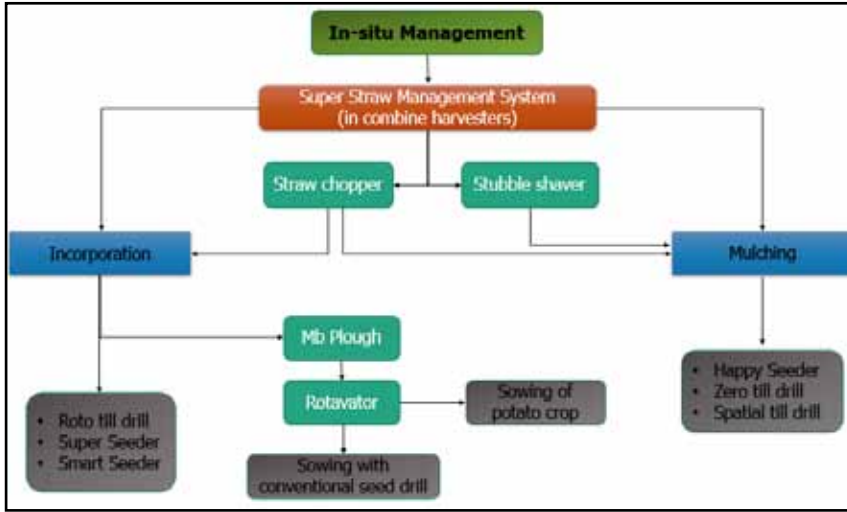 In-situ Management
Super Straw Management System
(in combine harvesters)
Straw chopper
Stubble shaver
Incorporation
Mulching
Mb Plough
Rotavator
Sowing of
potato crop
• Happy Seeder
• Zero till drill
• Spatial till drill
• Roto till drill
• Super Seeder
• Smart Seeder
Sowing with
conventional seed drill